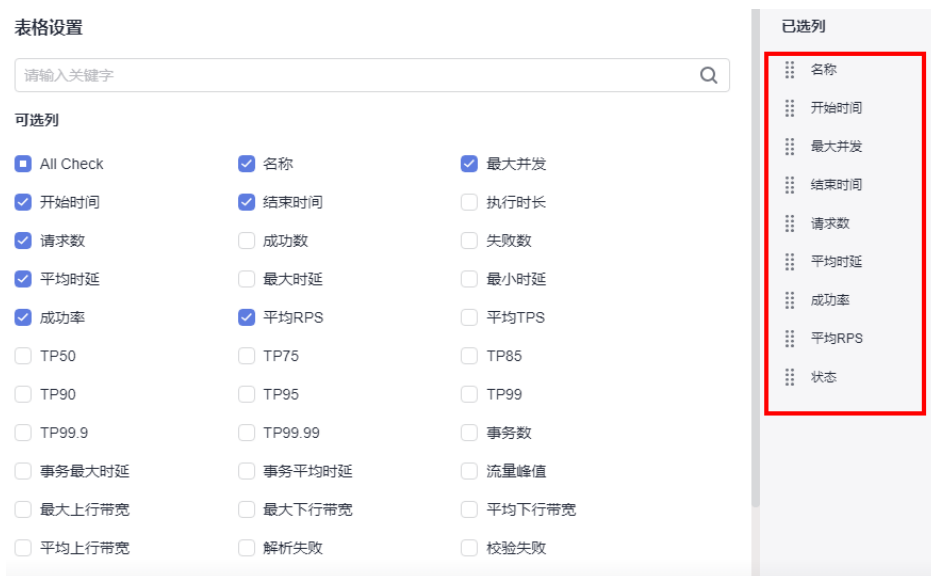 表格设置
请输入关键字
可选列
All Check 名称 最大并发
开始时间 结束时间 执行时长
请求数 成功数 失败数
平均时延 最大时延 最小时延
成功率 平均RPS 平均TPS
TP50 TP75 TP85
TP90 TP95 TP99
TP99.9 TP99.99 事务数
事务最大时延 事务平均时延 流量峰值
最大上行带宽 最大下行带宽 平均下行带宽
平均上行带宽 解析失败 校验失败
已选列
名称
开始时间
最大并发
结束时间
请求数
平均时延
成功率
平均RPS
状态